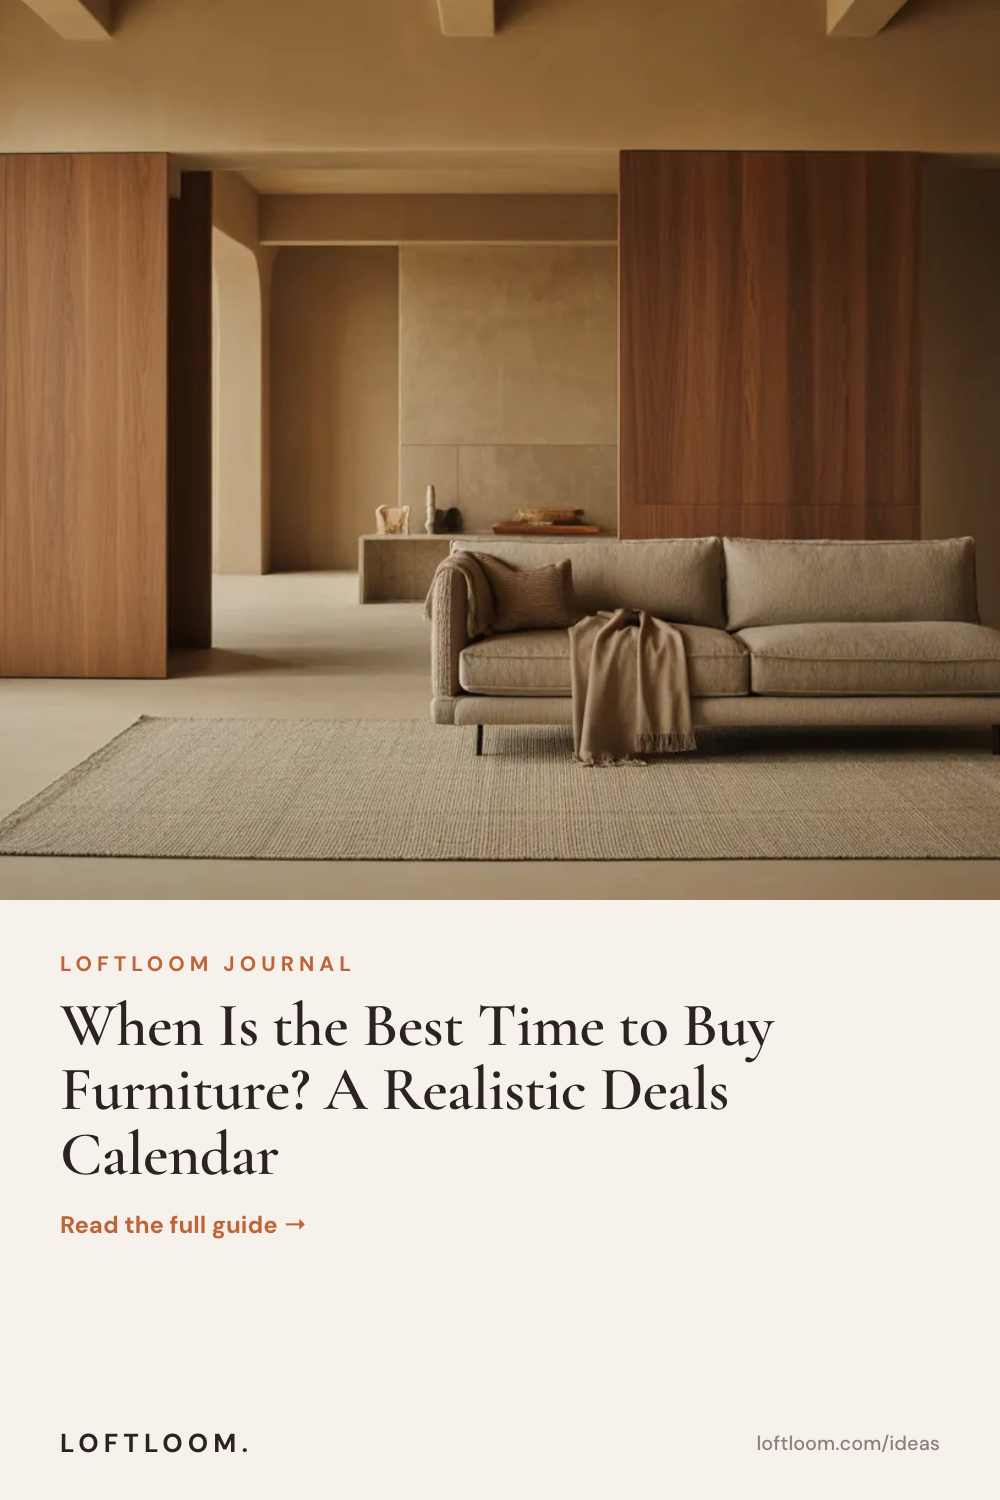 LOFTLOOM JOURNAL
When Is the Best Time to Buy
Furniture? A Realistic Deals
Calendar
Read the full guide →
LOFTLOOM.
loftloom.com/ideas